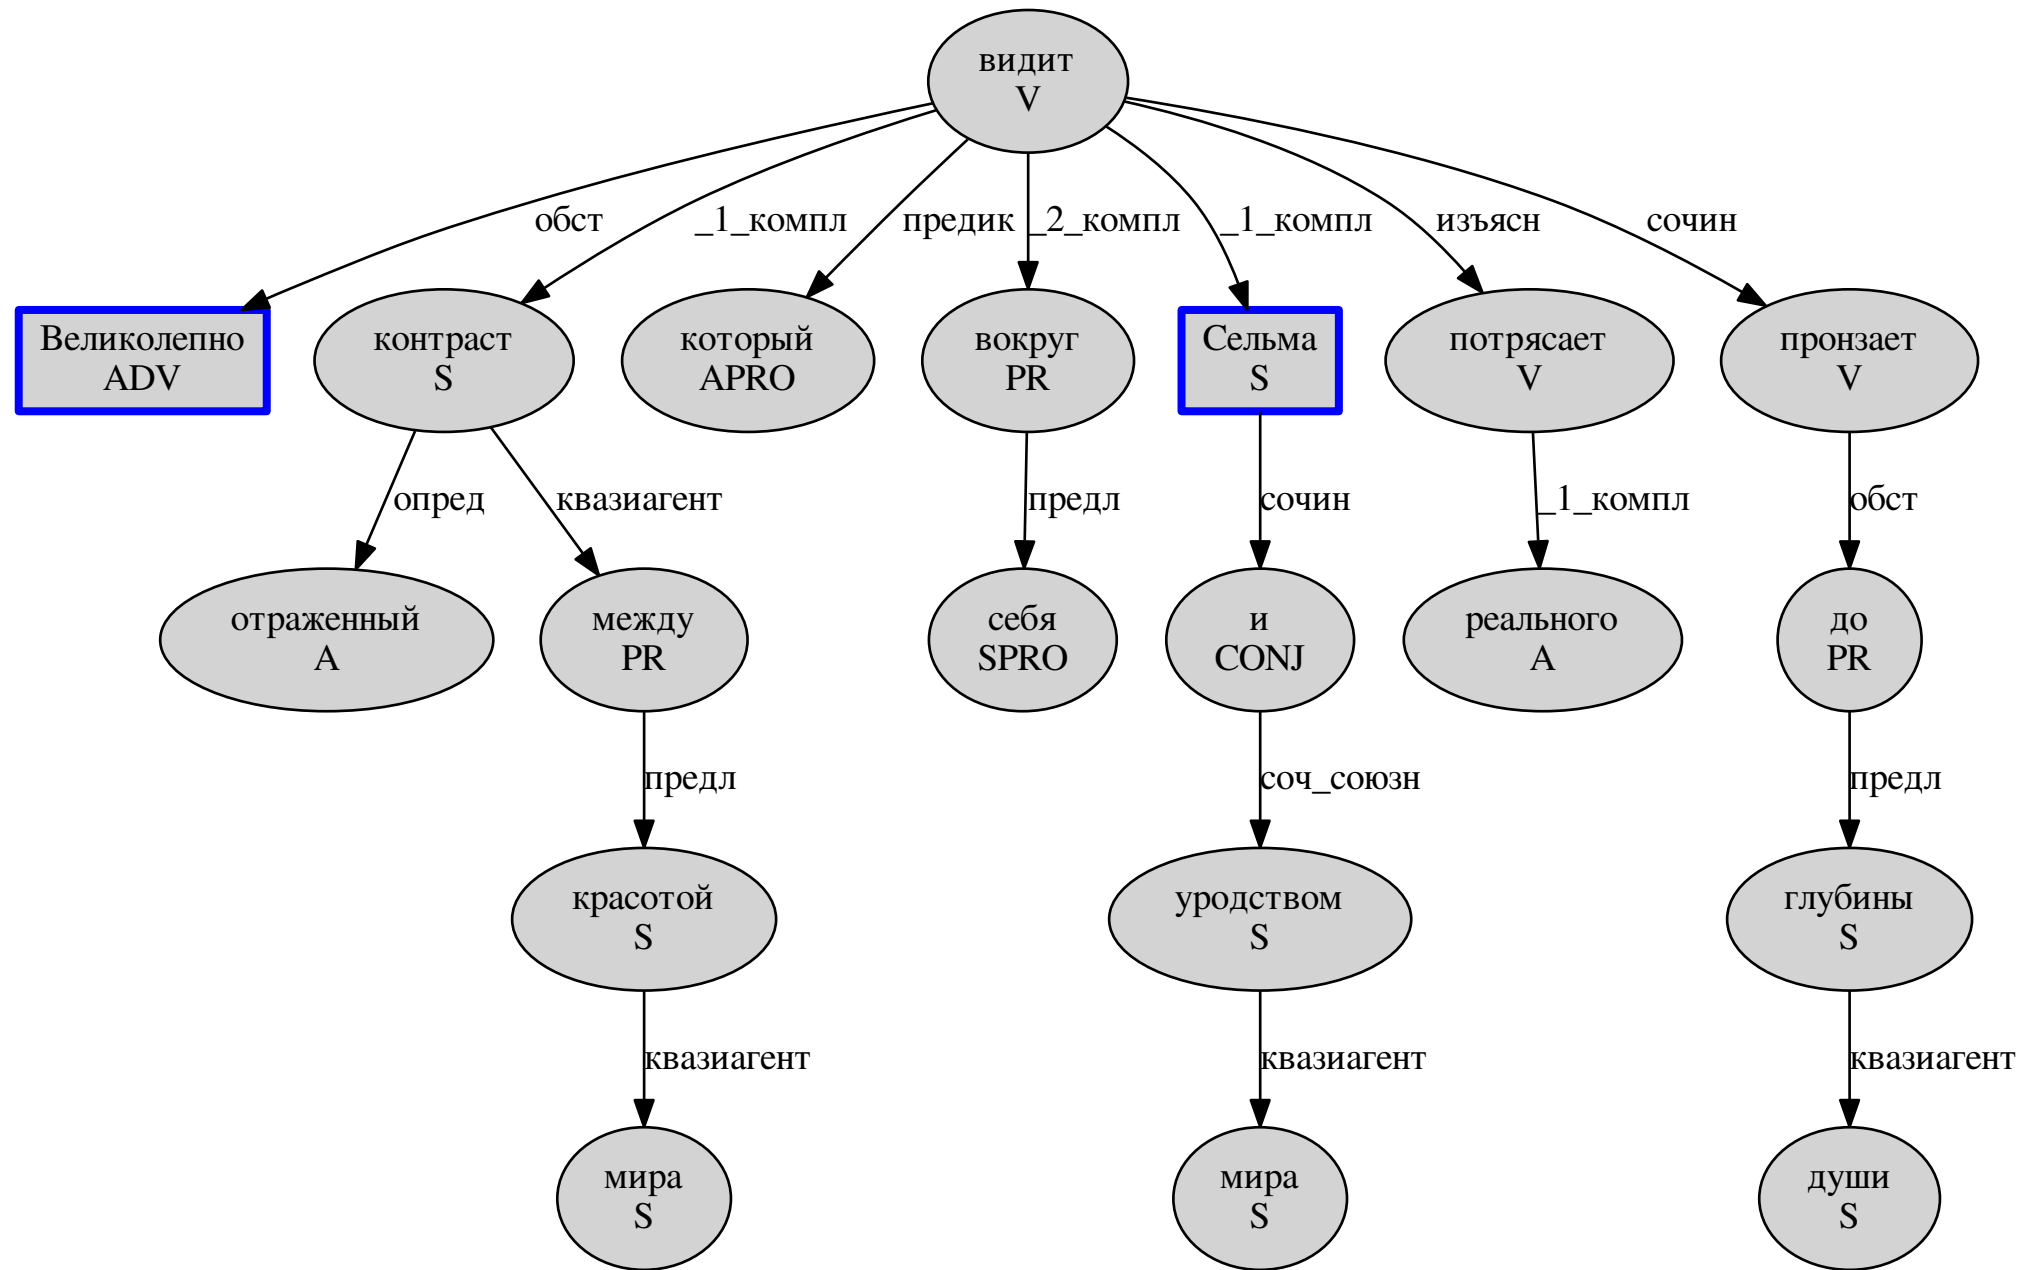 видит
V
обст
_1_компл
предик
_2_компл
_1_компл
изъясн
сочин
Великолепно
ADV
контраст
S
который
APRO
вокруг
PR
Сельма
S
потрясает
V
пронзает
V
опред
квазиагент
предл
сочин
_1_компл
обст
отраженный
A
между
PR
себя
SPRO
и
CONJ
реального
A
до
PR
предл
соч_союзн
предл
красотой
S
уродством
S
глубины
S
квазиагент
квазиагент
квазиагент
мира
S
мира
S
души
S